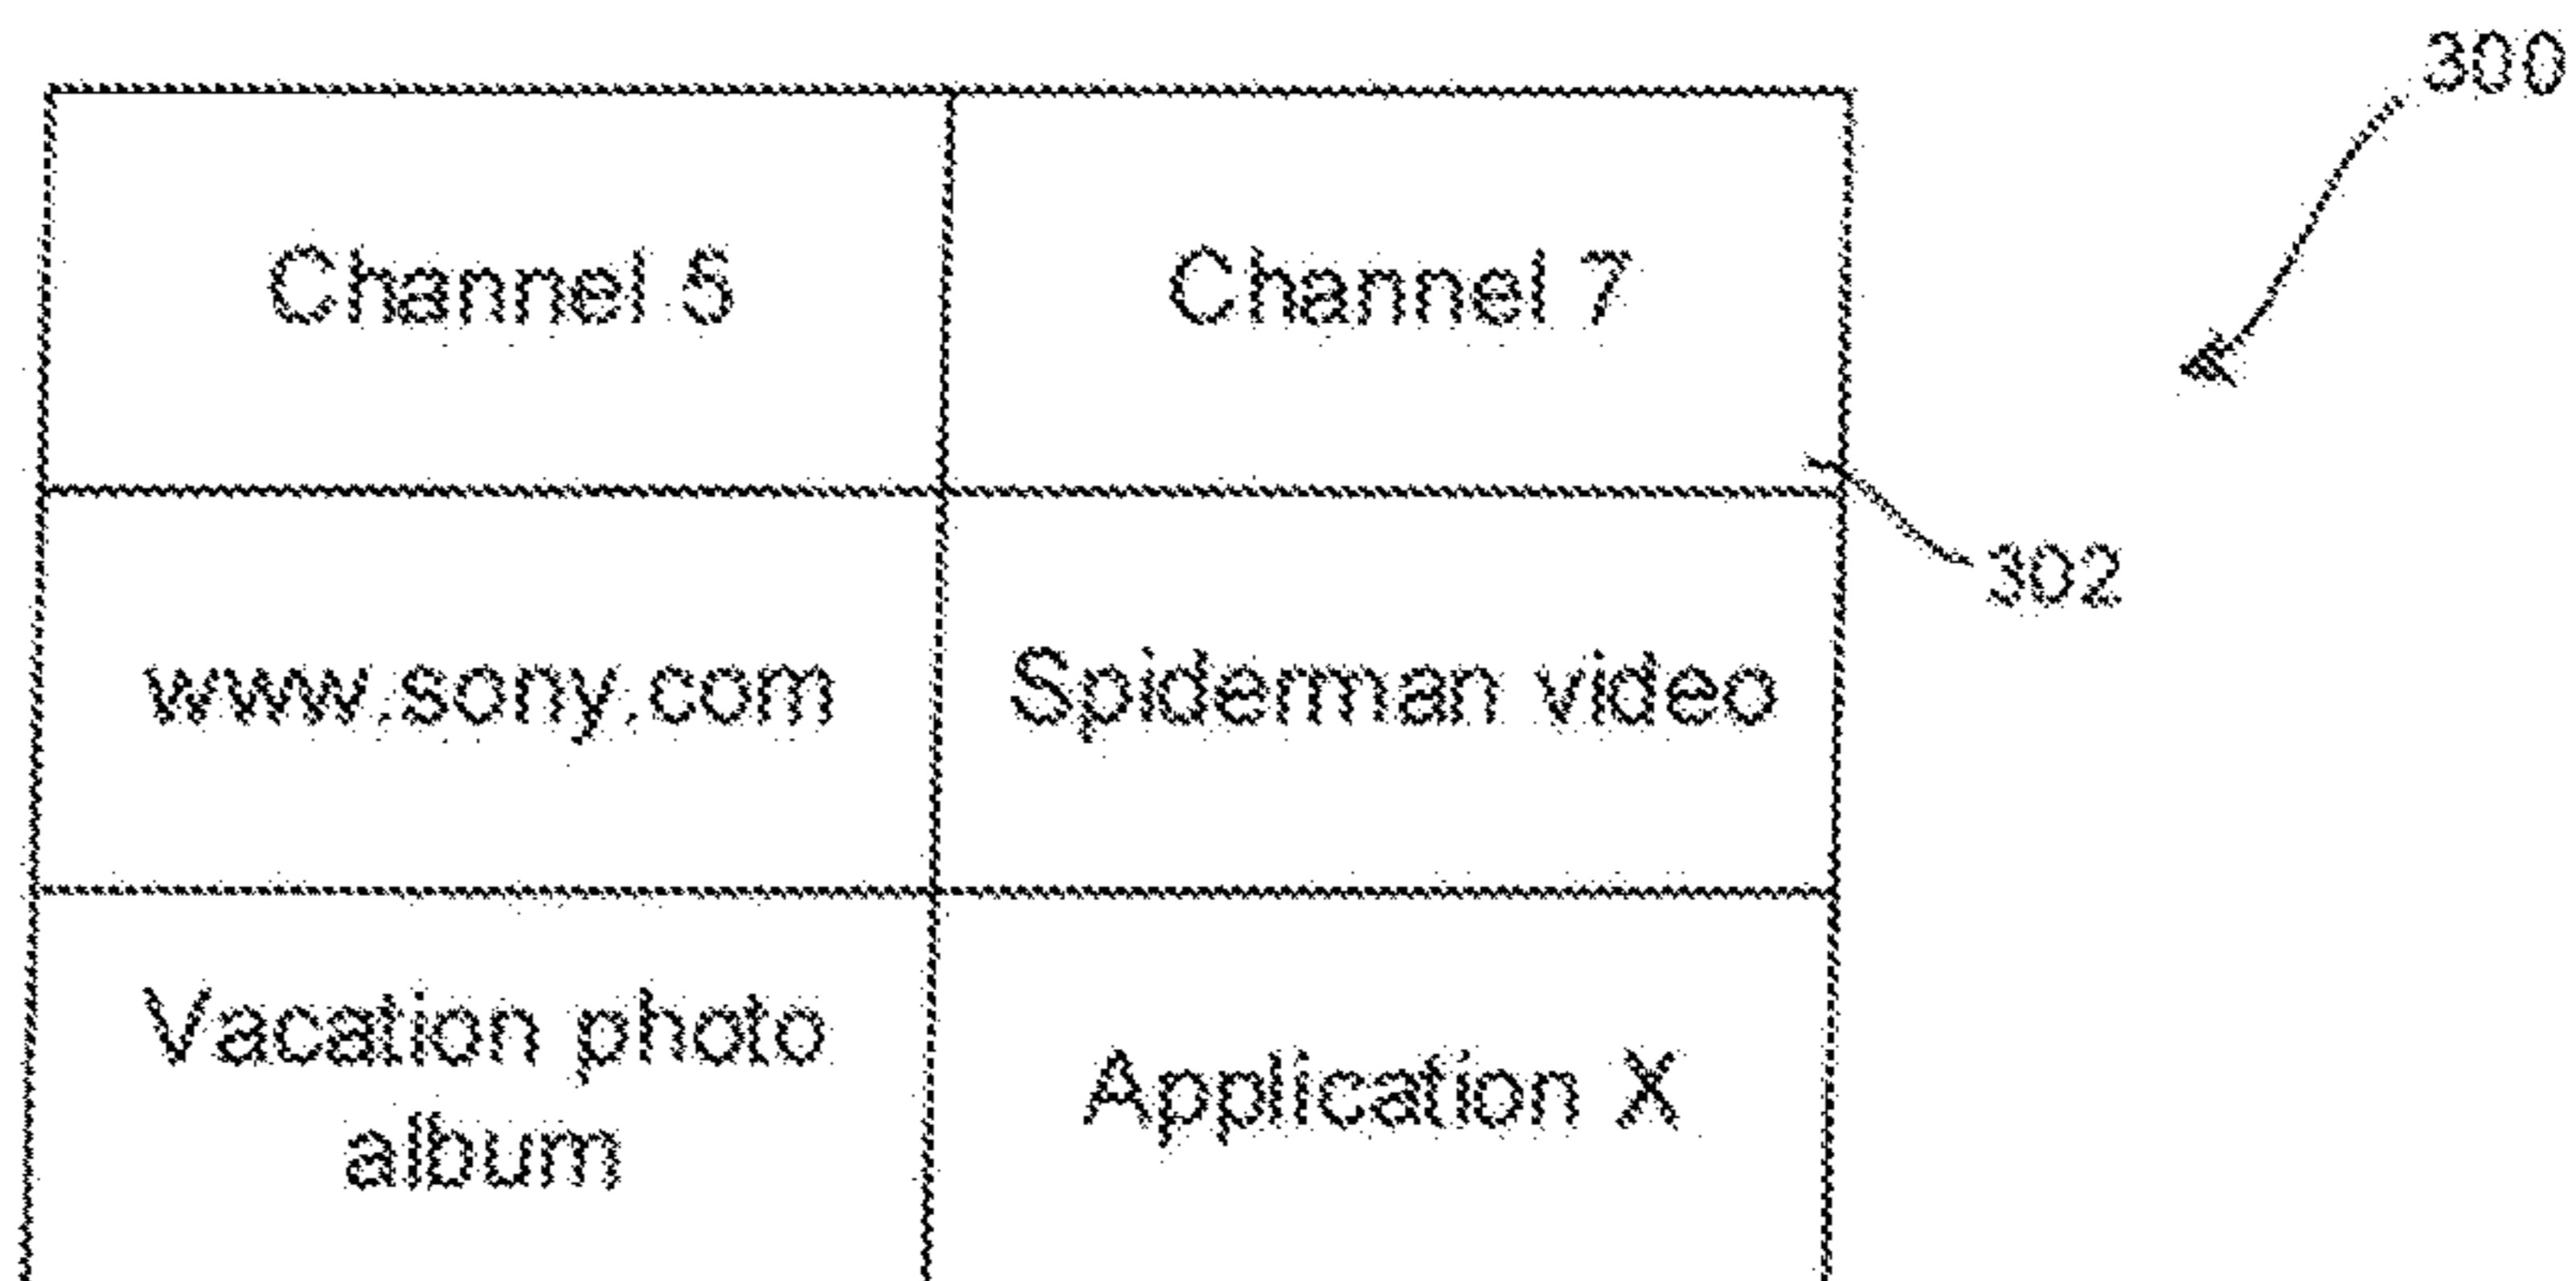 300
Channel 5
Channel 7
302
www.sony.com
Spiderman video
Vacation photo
album
Application X